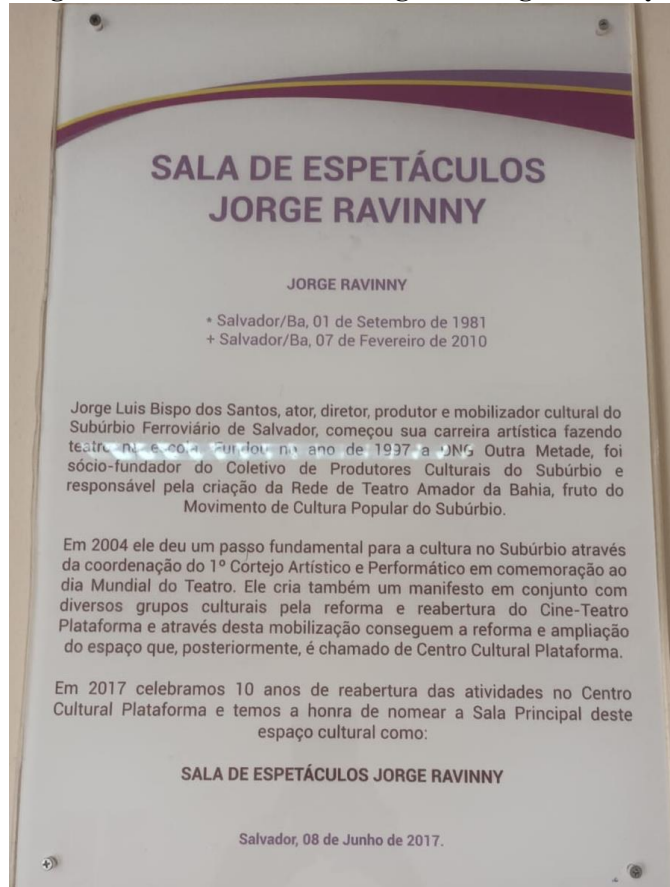 SALA DE ESPETÁCULOS
JORGE RAVINNY
JORGE RAVINNY
* Salvador/Ba, 01 de Setembro de 1981
+ Salvador/Ba, 07 de Fevereiro de 2010
Jorge Luis Bispo dos Santos, ator, diretor, produtor e mobilizador cultural do
Subúrbio Ferroviário de Salvador, começou sua carreira artística fazendo
teatro na escola. Fundou no ano de 1997 a ONG Outra Metade, foi
sócio-fundador do Coletivo de Produtores Culturais do Subúrbio e
responsável pela criação da Rede de Teatro Amador da Bahia, fruto do
Movimento de Cultura Popular do Subúrbio.
Em 2004 ele deu um passo fundamental para a cultura no Subúrbio através
da coordenação do 1º Cortejo Artístico e Performático em comemoração ao
dia Mundial do Teatro. Ele cria também um manifesto em conjunto com
diversos grupos culturais pela reforma e reabertura do Cine-Teatro
Plataforma e através desta mobilização conseguem a reforma e ampliação
do espaço que, posteriormente, é chamado de Centro Cultural Plataforma.
Em 2017 celebramos 10 anos de reabertura das atividades no Centro
Cultural Plataforma e temos a honra de nomear a Sala Principal deste
espaço cultural como:
SALA DE ESPETÁCULOS JORGE RAVINNY
Salvador, 08 de Junho de 2017.